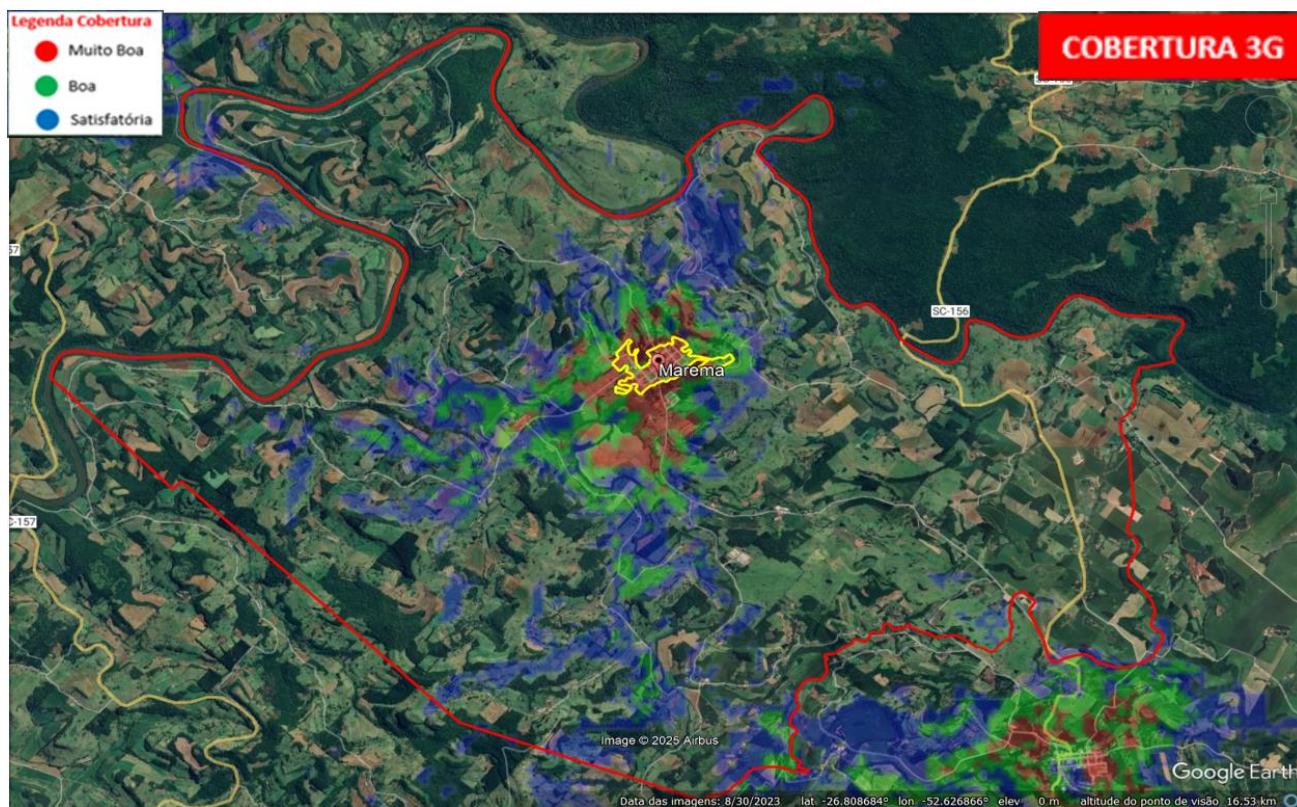 Legenda Cobertura
Muito Boa
Boa
Satisfatória
COBERTURA 3G
SC-156
Marema
C-157
Image © 2025 Airbus
Google Earth
Data das imagens: 8/30/2023 lat -26.808684° lon -52.626866° elev 0 m altitude do ponto de visão 16.53 km